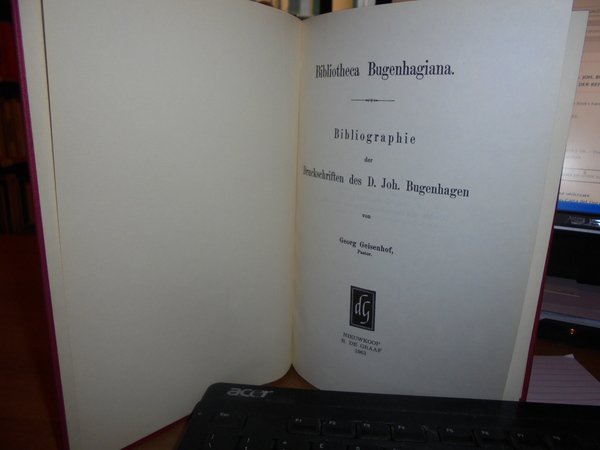 Bibliotheca Bugenhagiana.
Bibliographie
der
Druckschriften des D. Joh. Bugenhagen
von
Georg Geisenhof,
Pastor.
dG
NIEUWKOOP
B. DE GRAAF
1963
acer